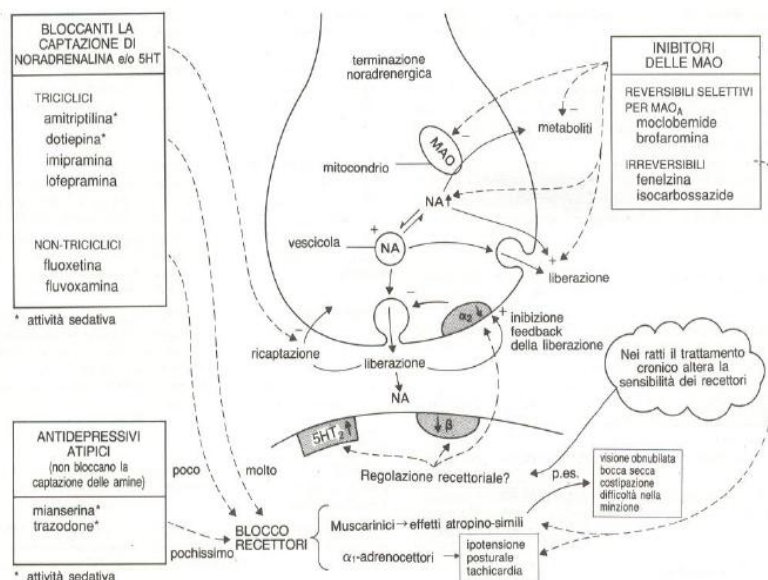 BLOCCANTI LA
CAPTAZIONE DI
NORADRENALINA e/o 5HT
TRICICLICI
amitriptilina*
dotiepina*
imipramina
lofepramina
NON-TRICICLICI
fluoxetina
fluvoxamina
* attività sedativa
terminazione
noradrenergica
MAO
mitocondrio
metaboliti
NA↑
vescicola
+
NA
+
liberazione
α₂
+
inibizione
feedback
della liberazione
ricaptazione
liberazione
NA
5HT₂↑
↓β
Regolazione recettoriale?
INIBITORI
DELLE MAO
REVERSIBILI SELETTIVI
PER MAO_A
moclobemide
brofaromina
IRREVERSIBILI
fenelzina
isocarbossazide
Nei ratti il trattamento
cronico altera la
sensibilità dei recettori
ANTIDEPRESSIVI
ATIPICI
(non bloccano la
captazione delle amine)
mianserina*
trazodone*
* attività sedativa
poco
molto
pochissimo
BLOCCO
RECETTORI
Muscarinici→effetti atropino-simili
α₁-adrenocettori
p.es.
visione obnubilata
bocca secca
costipazione
difficoltà nella
minzione
ipotensione
posturale
tachicardia